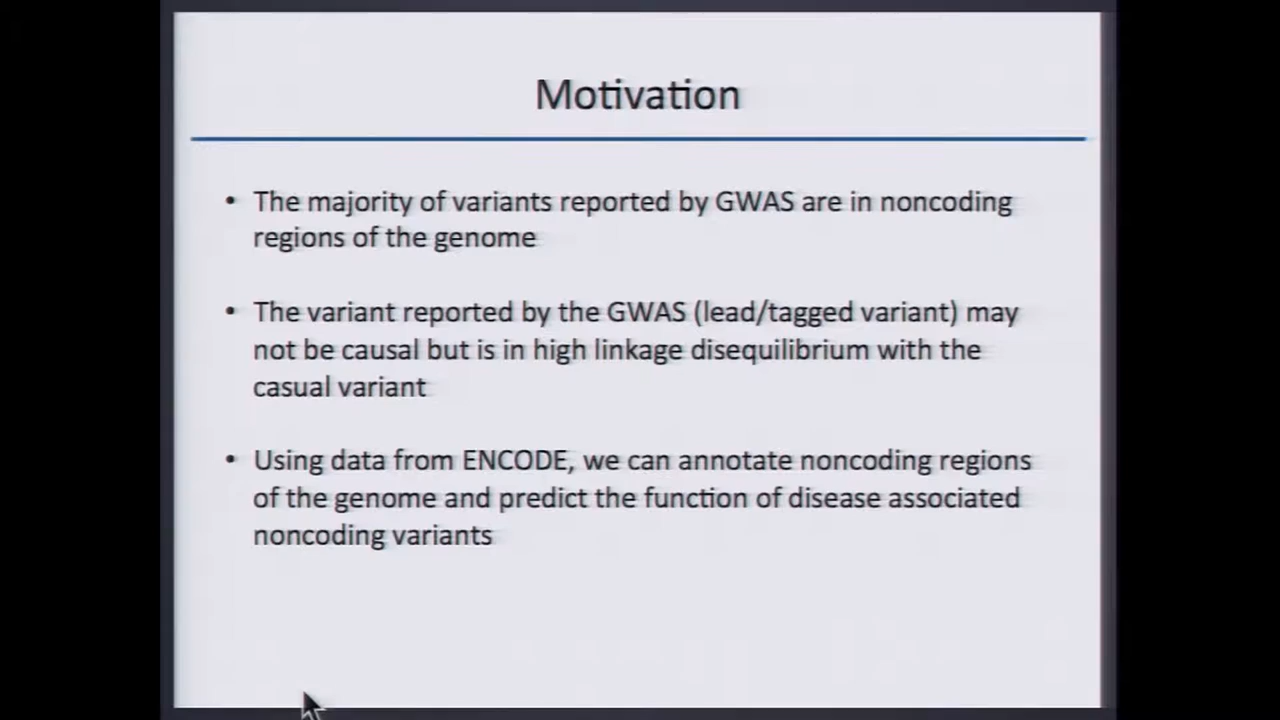 Motivation
• The majority of variants reported by GWAS are in noncoding
regions of the genome
• The variant reported by the GWAS (lead/tagged variant) may
not be causal but is in high linkage disequilibrium with the
casual variant
• Using data from ENCODE, we can annotate noncoding regions
of the genome and predict the function of disease associated
noncoding variants